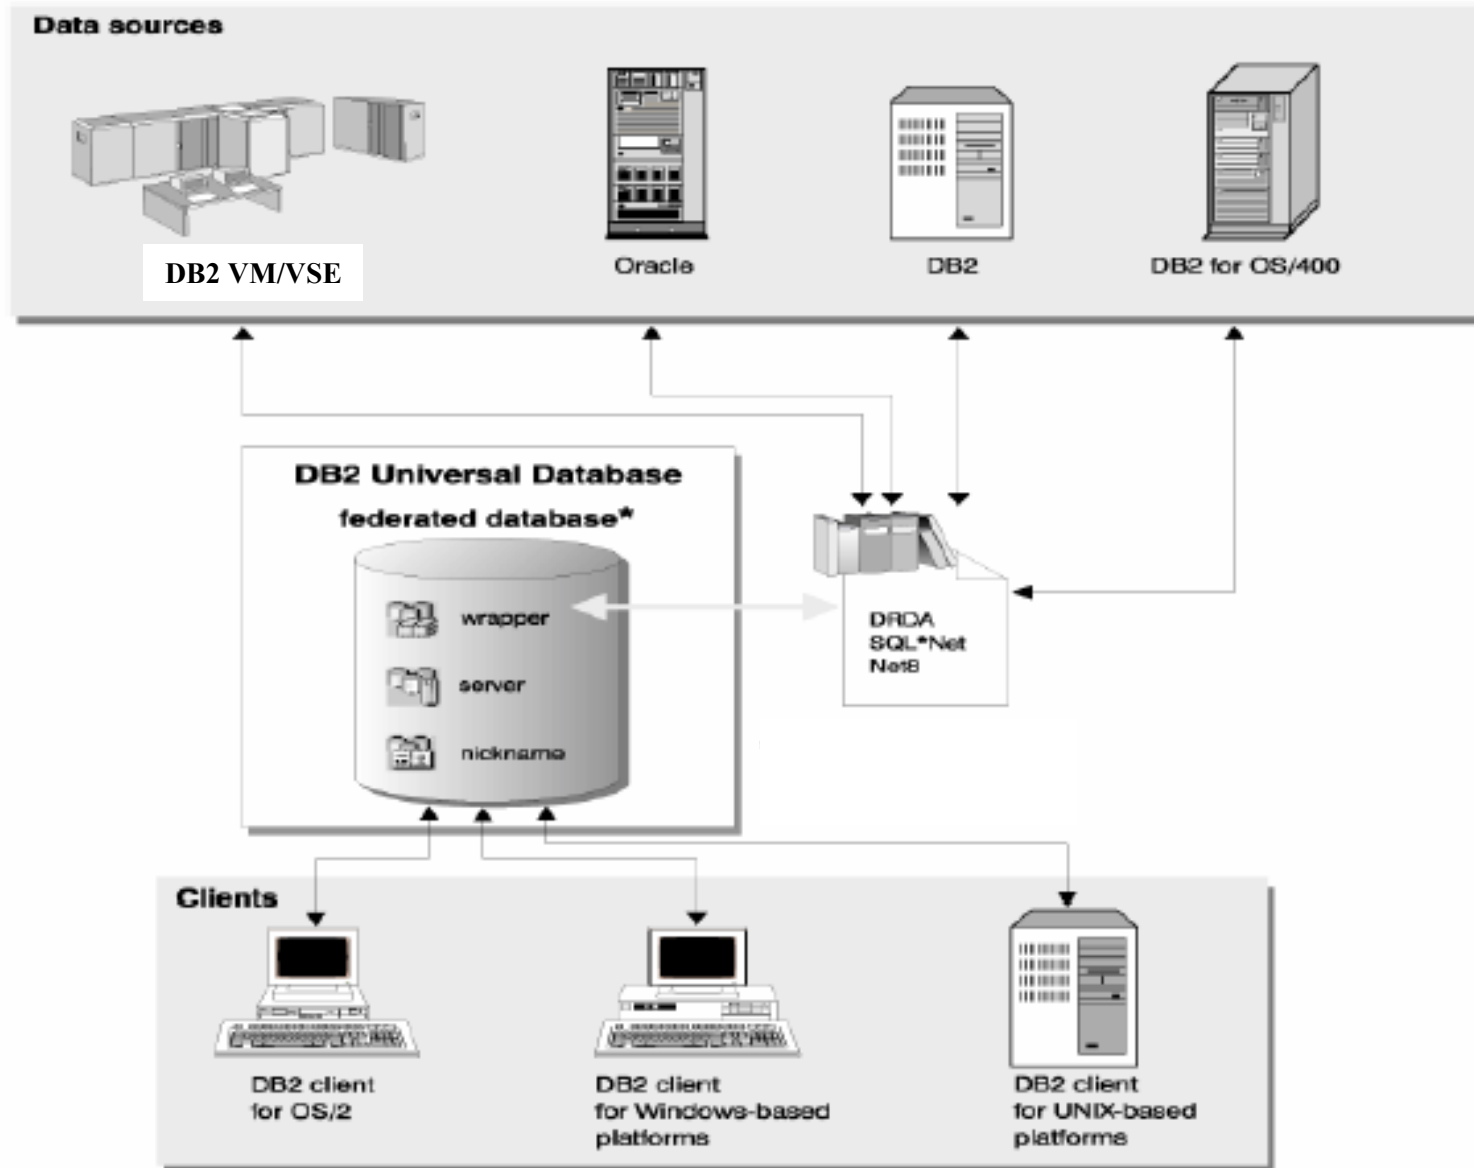 Data sources
DB2 VM/VSE
Oracle
DB2
DB2 for OS/400
DB2 Universal Database
federated database*
wrapper
server
nickname
DRDA
SQL*Net
Net8
Clients
DB2 client
for OS/2
DB2 client
for Windows-based
platforms
DB2 client
for UNIX-based
platforms